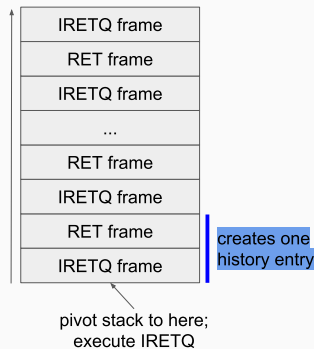 IRETQ frame
RET frame
IRETQ frame
...
RET frame
IRETQ frame
RET frame
IRETQ frame
creates one
history entry
pivot stack to here;
execute IRETQ